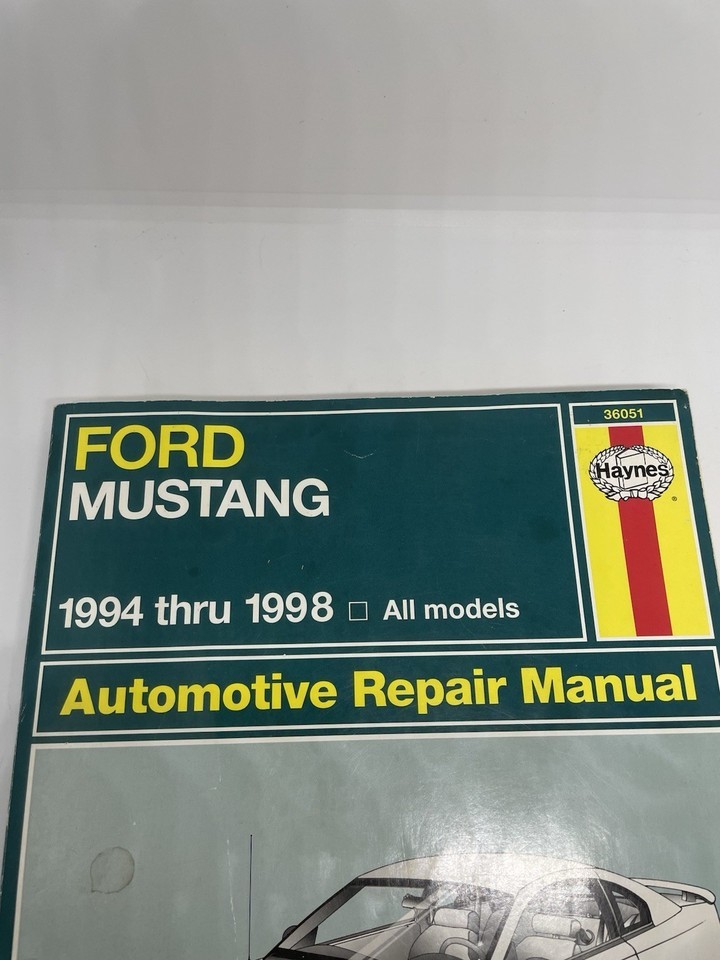 FORD
MUSTANG
1994 thru 1998 □ All models
36051
Haynes
®
Automotive Repair Manual